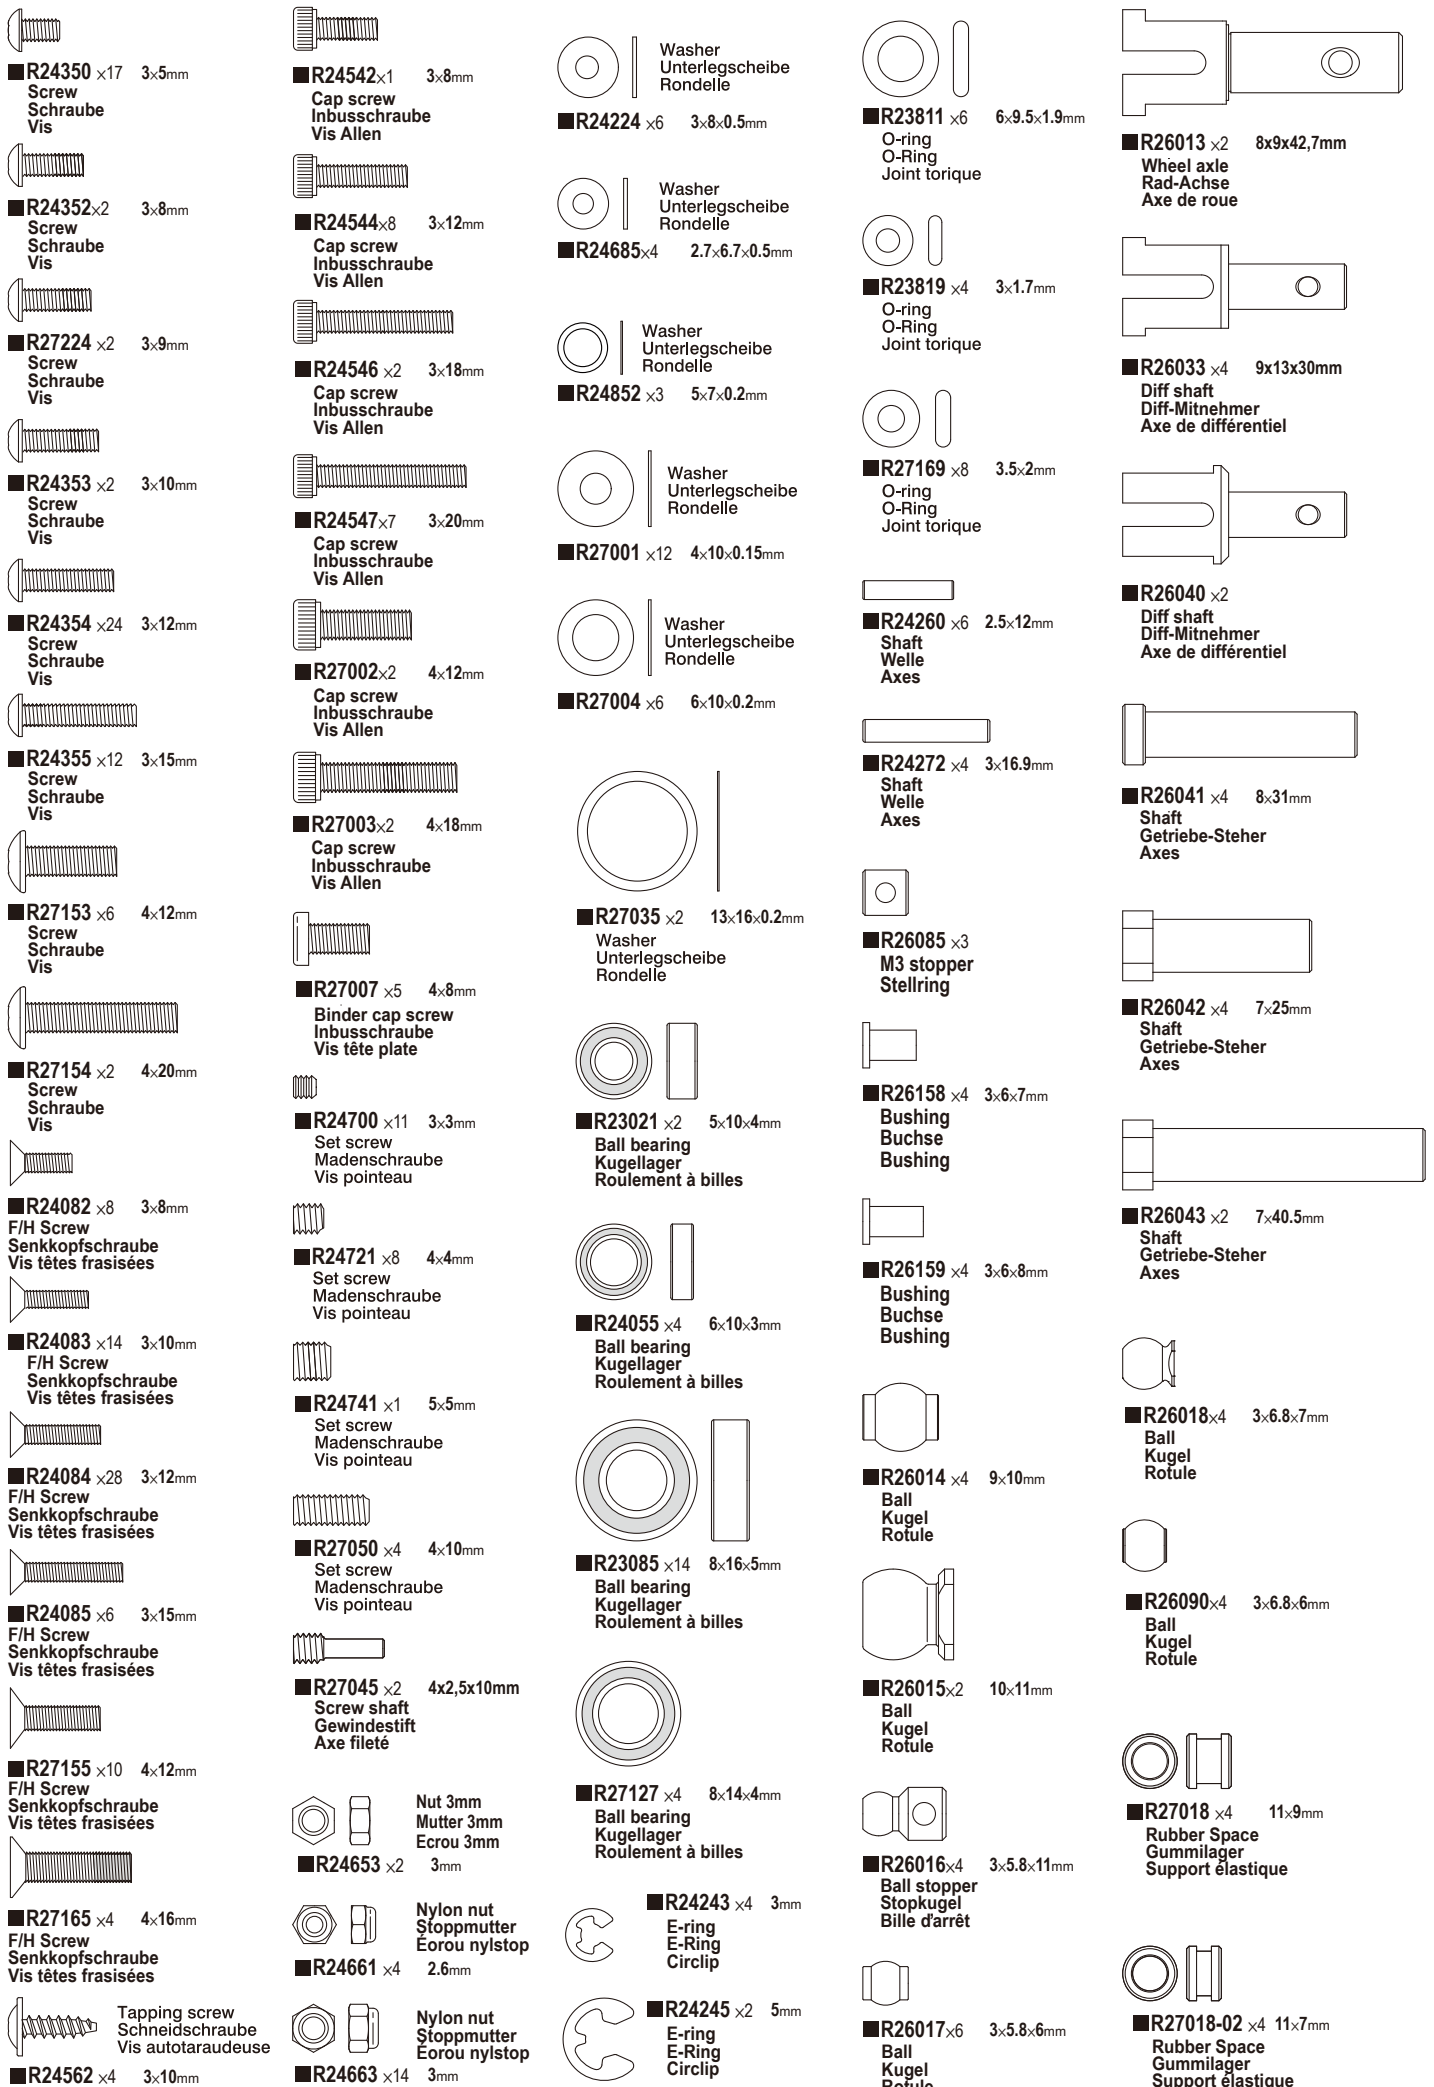 ■R24350 ×17 3×5mm
Screw
Schraube
Vis
■R24352×2 3×8mm
Screw
Schraube
Vis
■R27224 ×2 3×9mm
Screw
Schraube
Vis
■R24353 ×2 3×10mm
Screw
Schraube
Vis
■R24354 ×24 3×12mm
Screw
Schraube
Vis
■R24355 ×12 3×15mm
Screw
Schraube
Vis
■R27153 ×6 4×12mm
Screw
Schraube
Vis
■R27154 ×2 4×20mm
Screw
Schraube
Vis
■R24082 ×8 3×8mm
F/H Screw
Senkkopfschraube
Vis têtes frasisées
■R24083 ×14 3×10mm
F/H Screw
Senkkopfschraube
Vis têtes frasisées
■R24084 ×28 3×12mm
F/H Screw
Senkkopfschraube
Vis têtes frasisées
■R24085 ×6 3×15mm
F/H Screw
Senkkopfschraube
Vis têtes frasisées
■R27155 ×10 4×12mm
F/H Screw
Senkkopfschraube
Vis têtes frasisées
■R27165 ×4 4×16mm
F/H Screw
Senkkopfschraube
Vis têtes frasisées
Tapping screw
Schneidschraube
Vis autotaraudeuse
■R24562 ×4 3×10mm
■R24542×1 3×8mm
Cap screw
Inbusschraube
Vis Allen
■R24544×8 3×12mm
Cap screw
Inbusschraube
Vis Allen
■R24546 ×2 3×18mm
Cap screw
Inbusschraube
Vis Allen
■R24547×7 3×20mm
Cap screw
Inbusschraube
Vis Allen
■R27002×2 4×12mm
Cap screw
Inbusschraube
Vis Allen
■R27003×2 4×18mm
Cap screw
Inbusschraube
Vis Allen
■R27007 ×5 4×8mm
Binder cap screw
Inbusschraube
Vis tête plate
■R24700 ×11 3×3mm
Set screw
Madenschraube
Vis pointeau
■R24721 ×8 4×4mm
Set screw
Madenschraube
Vis pointeau
■R24741 ×1 5×5mm
Set screw
Madenschraube
Vis pointeau
■R27050 ×4 4×10mm
Set screw
Madenschraube
Vis pointeau
■R27045 ×2 4x2,5x10mm
Screw shaft
Gewindestift
Axe fileté
Nut 3mm
Mutter 3mm
Ecrou 3mm
■R24653 ×2 3mm
Nylon nut
Stoppmutter
Éorou nylstop
■R24661 ×4 2.6mm
Nylon nut
Stoppmutter
Éorou nylstop
■R24663 ×14 3mm
Washer
Unterlegscheibe
Rondelle
■R24224 ×6 3×8×0.5mm
Washer
Unterlegscheibe
Rondelle
■R24685×4 2.7×6.7×0.5mm
Washer
Unterlegscheibe
Rondelle
■R24852 ×3 5×7×0.2mm
Washer
Unterlegscheibe
Rondelle
■R27001 ×12 4×10×0.15mm
Washer
Unterlegscheibe
Rondelle
■R27004 ×6 6×10×0.2mm
■R27035 ×2 13×16×0.2mm
Washer
Unterlegscheibe
Rondelle
■R23021 ×2 5×10×4mm
Ball bearing
Kugellager
Roulement à billes
■R24055 ×4 6×10×3mm
Ball bearing
Kugellager
Roulement à billes
■R23085 ×14 8×16×5mm
Ball bearing
Kugellager
Roulement à billes
■R27127 ×4 8×14×4mm
Ball bearing
Kugellager
Roulement à billes
■R24243 ×4 3mm
E-ring
E-Ring
Circlip
■R24245 ×2 5mm
E-ring
E-Ring
Circlip
■R23811 ×6 6×9.5×1.9mm
O-ring
O-Ring
Joint torique
■R23819 ×4 3×1.7mm
O-ring
O-Ring
Joint torique
■R27169 ×8 3.5×2mm
O-ring
O-Ring
Joint torique
■R24260 ×6 2.5×12mm
Shaft
Welle
Axes
■R24272 ×4 3×16.9mm
Shaft
Welle
Axes
■R26085 ×3
M3 stopper
Stellring
■R26158 ×4 3×6×7mm
Bushing
Buchse
Bushing
■R26159 ×4 3×6×8mm
Bushing
Buchse
Bushing
■R26014 ×4 9×10mm
Ball
Kugel
Rotule
■R26015×2 10×11mm
Ball
Kugel
Rotule
■R26016×4 3×5.8×11mm
Ball stopper
Stopkugel
Bille d'arrêt
■R26017×6 3×5.8×6mm
Ball
Kugel
Rotule
■R26013 ×2 8x9x42,7mm
Wheel axle
Rad-Achse
Axe de roue
■R26033 ×4 9x13x30mm
Diff shaft
Diff-Mitnehmer
Axe de différentiel
■R26040 ×2
Diff shaft
Diff-Mitnehmer
Axe de différentiel
■R26041 ×4 8×31mm
Shaft
Getriebe-Steher
Axes
■R26042 ×4 7×25mm
Shaft
Getriebe-Steher
Axes
■R26043 ×2 7×40.5mm
Shaft
Getriebe-Steher
Axes
■R26018×4 3×6.8×7mm
Ball
Kugel
Rotule
■R26090×4 3×6.8×6mm
Ball
Kugel
Rotule
■R27018 ×4 11×9mm
Rubber Space
Gummilager
Support élastique
■R27018-02 ×4 11×7mm
Rubber Space
Gummilager
Support élastique